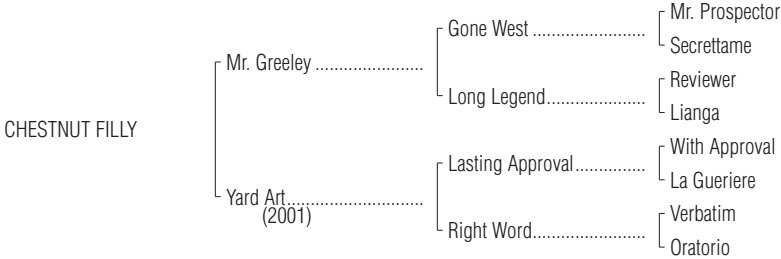 Mr. Prospector
Gone West ........................
Secrettame
Mr. Greeley .......................
Reviewer
Long Legend.....................
Lianga
CHESTNUT FILLY
With Approval
Lasting Approval...............
La Gueriere
Yard Art.............................
(2001)
Verbatim
Right Word........................
Oratorio